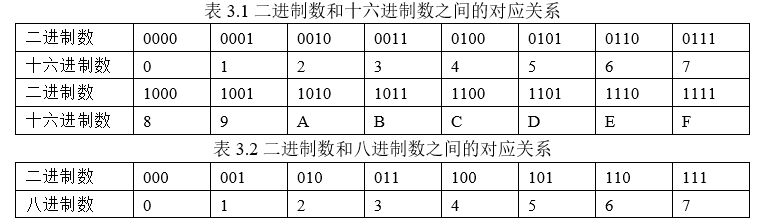 表 3.1 二进制数和十六进制数之间的对应关系
二进制数 0000 0001 0010 0011 0100 0101 0110 0111
十六进制数 0 1 2 3 4 5 6 7
二进制数 1000 1001 1010 1011 1100 1101 1110 1111
十六进制数 8 9 A B C D E F
表 3.2 二进制数和八进制数之间的对应关系
二进制数 000 001 010 011 100 101 110 111
八进制数 0 1 2 3 4 5 6 7